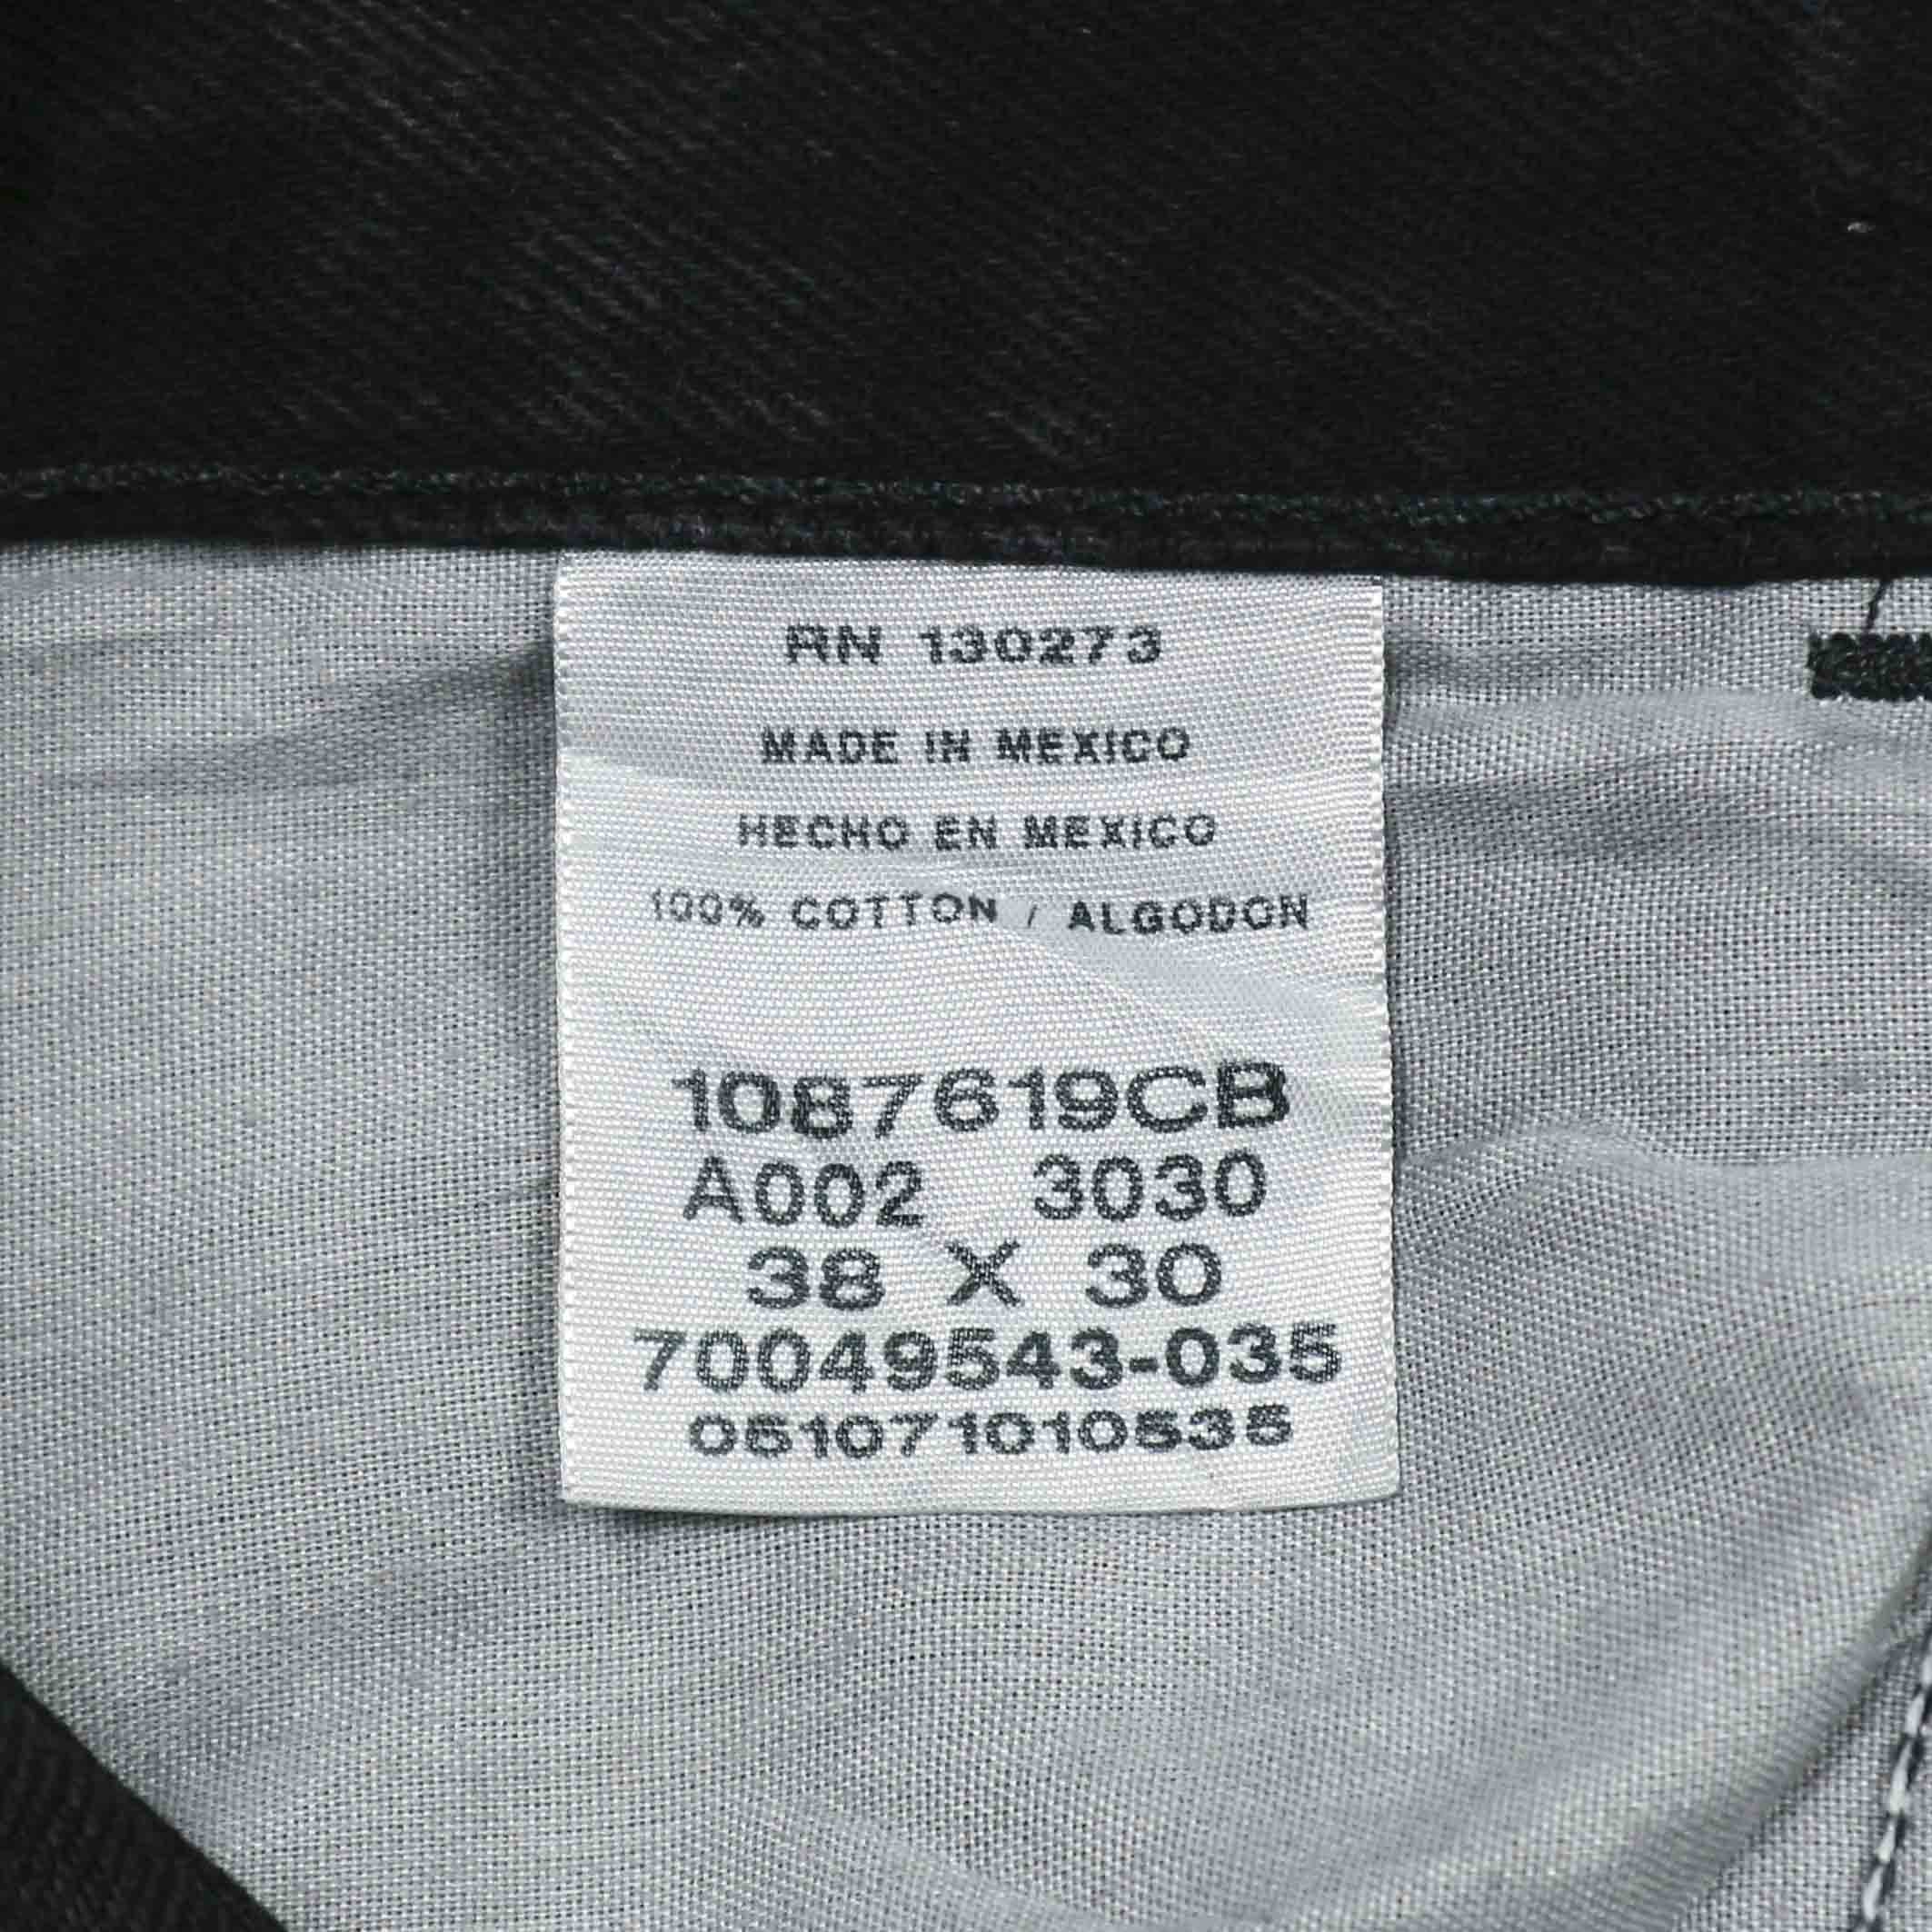 RN 130273
MADE IN MEXICO
HECHO EN MEXICO
100% COTTON / ALGODON
1087619CB
A002 3030
38 X 30
70049543-035
051071010535